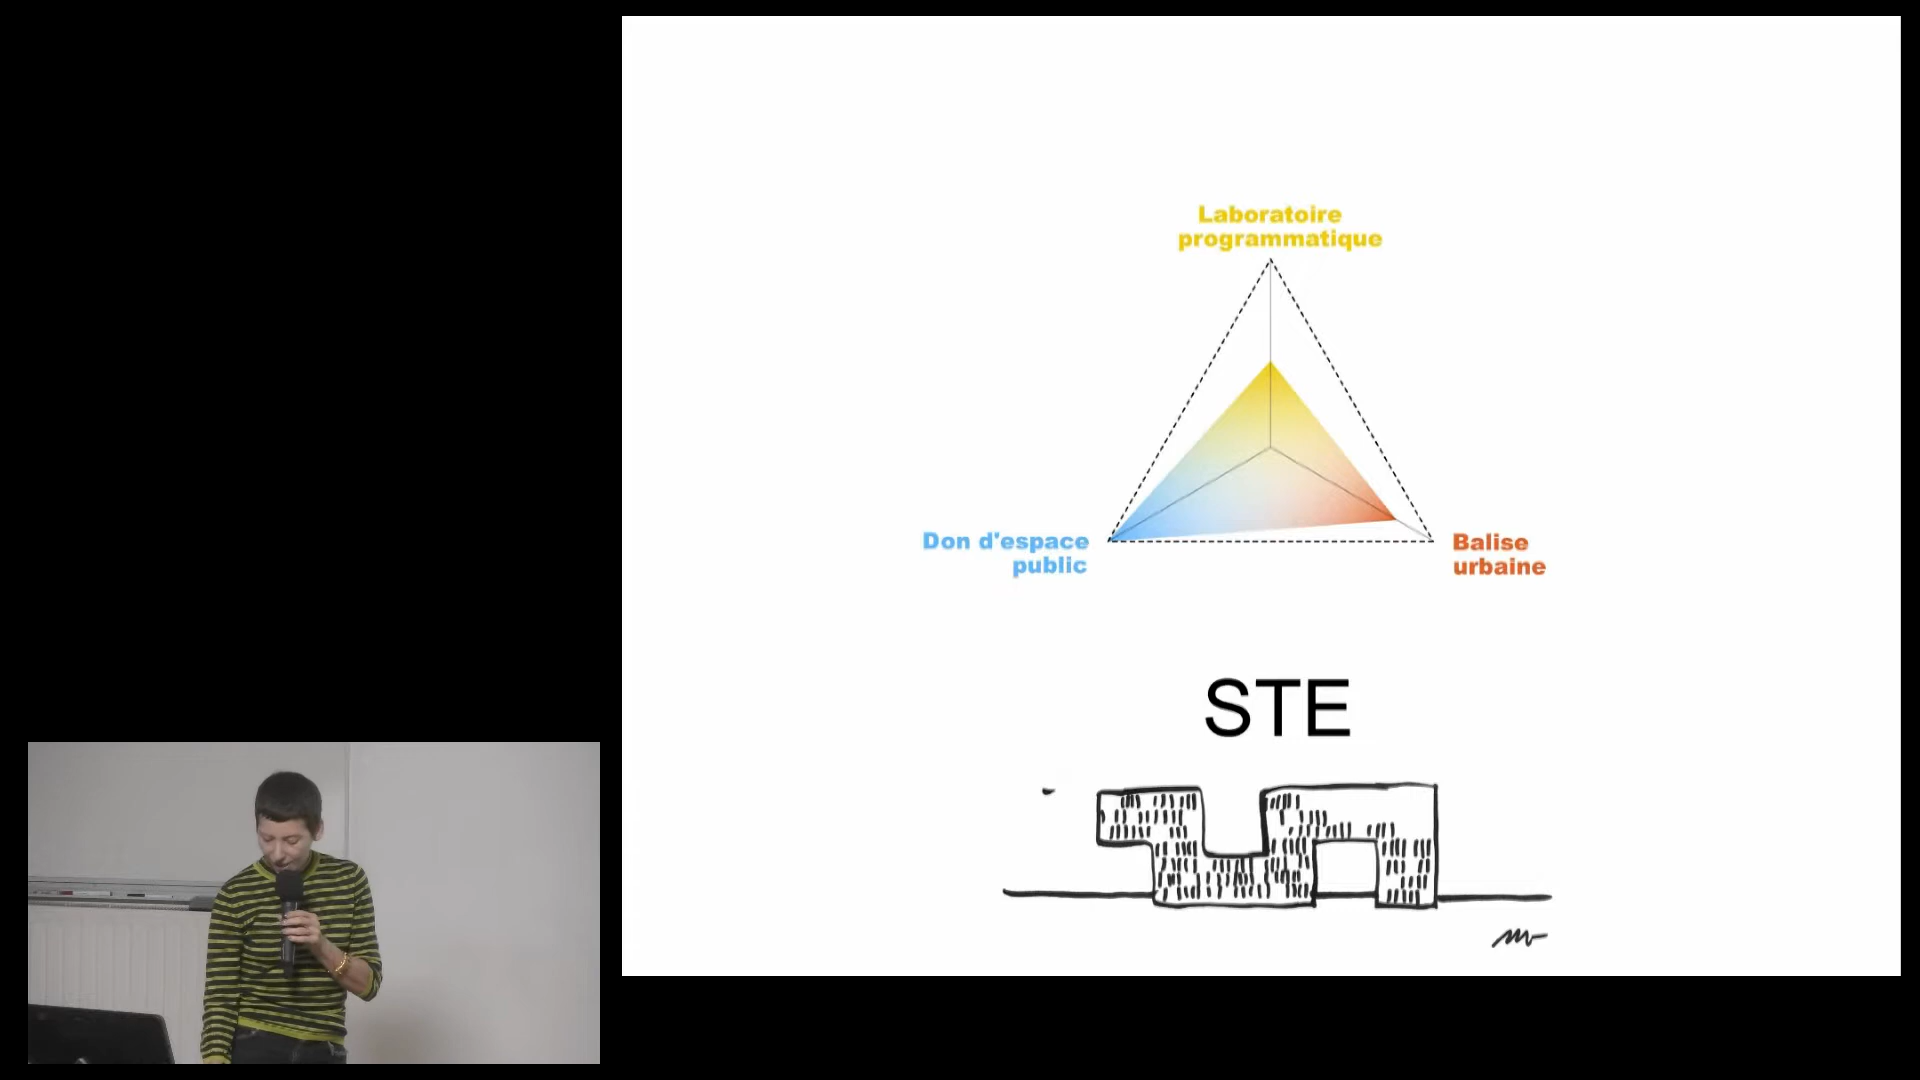 Laboratoire
programmatique
Don d'espace
public
Balise
urbaine
STE